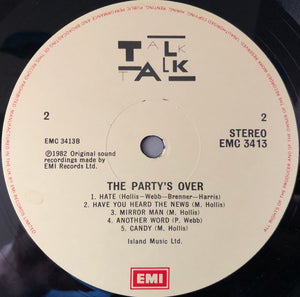 TALK
TALK
2
2
EMC 3413B
STEREO
EMC 3413
℗1982 Original sound
recordings made by
EMI Records Ltd.
THE PARTY'S OVER
1. HATE (Hollis-Webb-Brenner-Harris)
2. HAVE YOU HEARD THE NEWS (M. Hollis)
3. MIRROR MAN (M. Hollis)
4. ANOTHER WORD (P. Webb)
5. CANDY (M. Hollis)
Island Music Ltd.
EMI